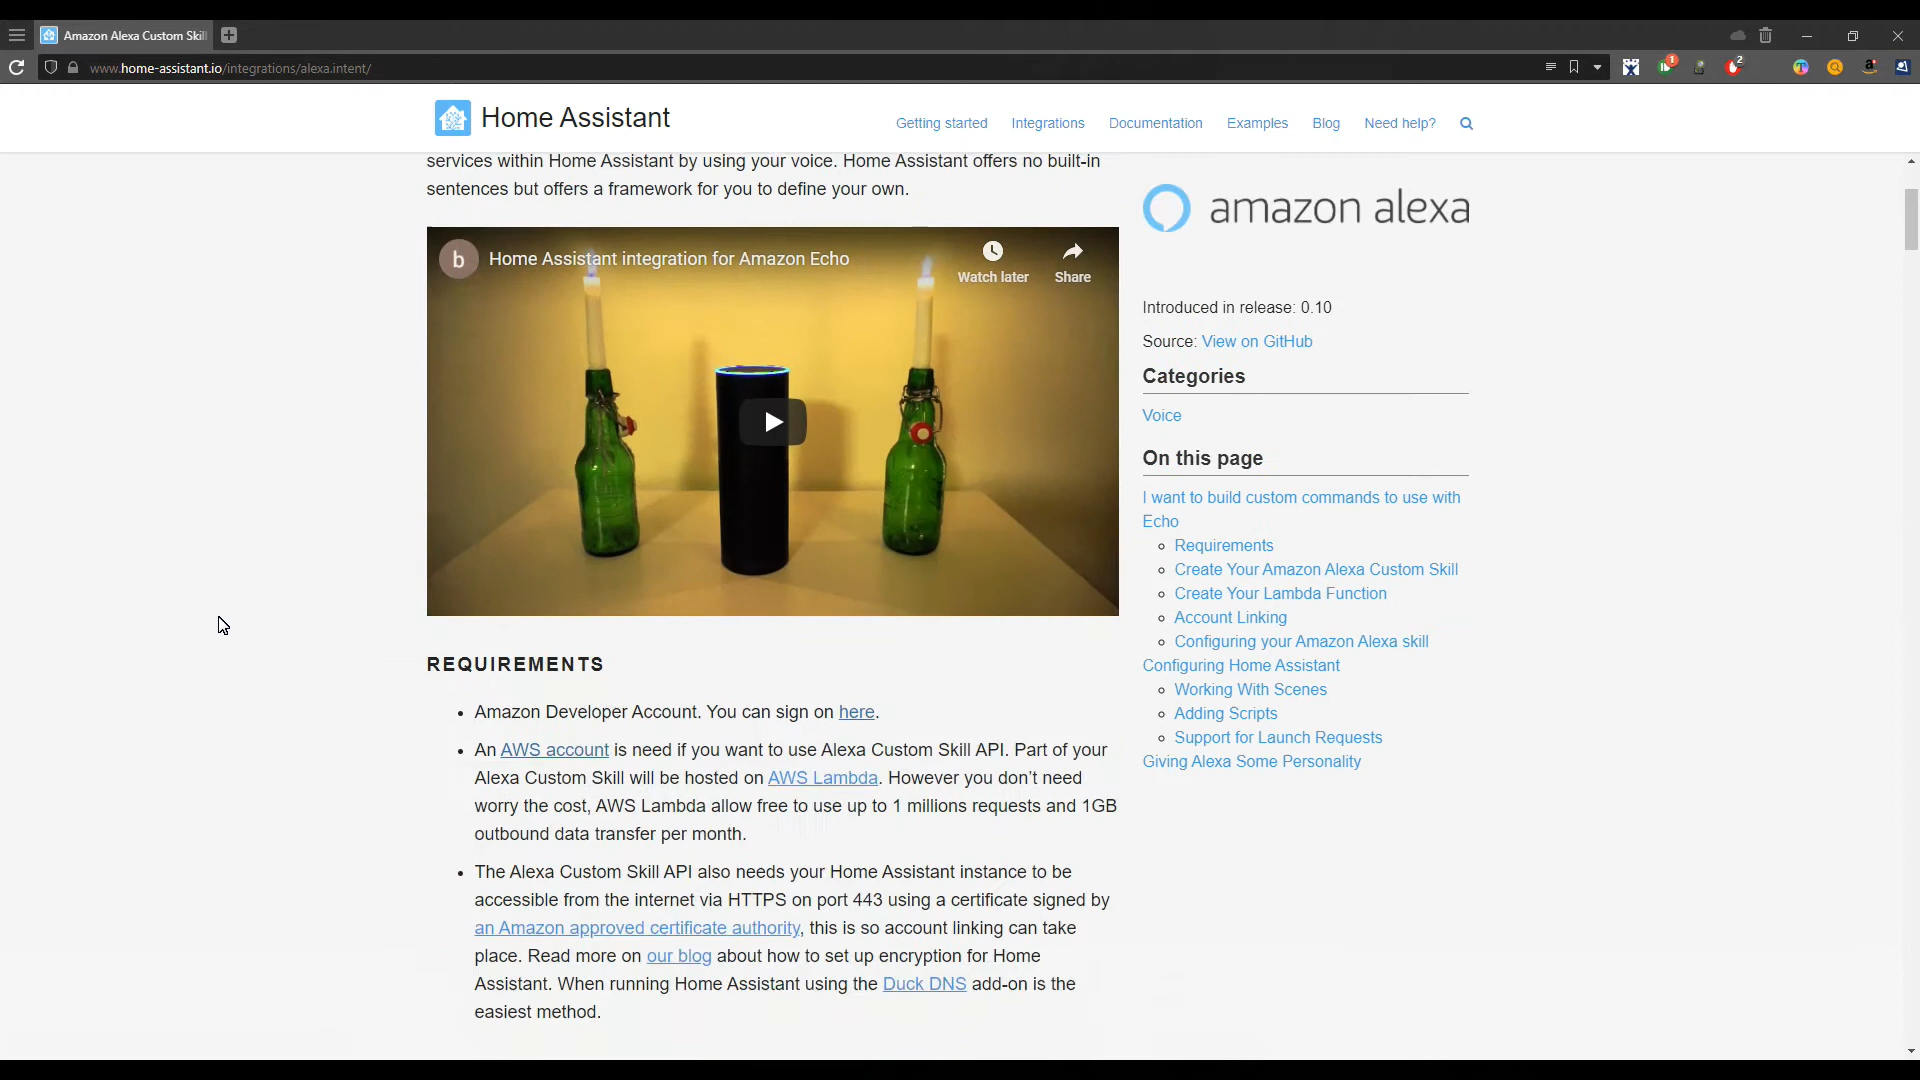 Amazon Alexa Custom Skil
www.home-assistant.io/integrations/alexa.intent/
1
2
Home Assistant
Getting started
Integrations
Documentation
Examples
Blog
Need help?
services within Home Assistant by using your voice. Home Assistant offers no built-in
sentences but offers a framework for you to define your own.
b
Home Assistant integration for Amazon Echo
Watch later
Share
REQUIREMENTS
Amazon Developer Account. You can sign on here.
An AWS account is need if you want to use Alexa Custom Skill API. Part of your
Alexa Custom Skill will be hosted on AWS Lambda. However you don’t need
worry the cost, AWS Lambda allow free to use up to 1 millions requests and 1GB
outbound data transfer per month.
The Alexa Custom Skill API also needs your Home Assistant instance to be
accessible from the internet via HTTPS on port 443 using a certificate signed by
an Amazon approved certificate authority, this is so account linking can take
place. Read more on our blog about how to set up encryption for Home
Assistant. When running Home Assistant using the Duck DNS add-on is the
easiest method.
amazon alexa
Introduced in release: 0.10
Source: View on GitHub
Categories
Voice
On this page
I want to build custom commands to use with
Echo
Requirements
Create Your Amazon Alexa Custom Skill
Create Your Lambda Function
Account Linking
Configuring your Amazon Alexa skill
Configuring Home Assistant
Working With Scenes
Adding Scripts
Support for Launch Requests
Giving Alexa Some Personality